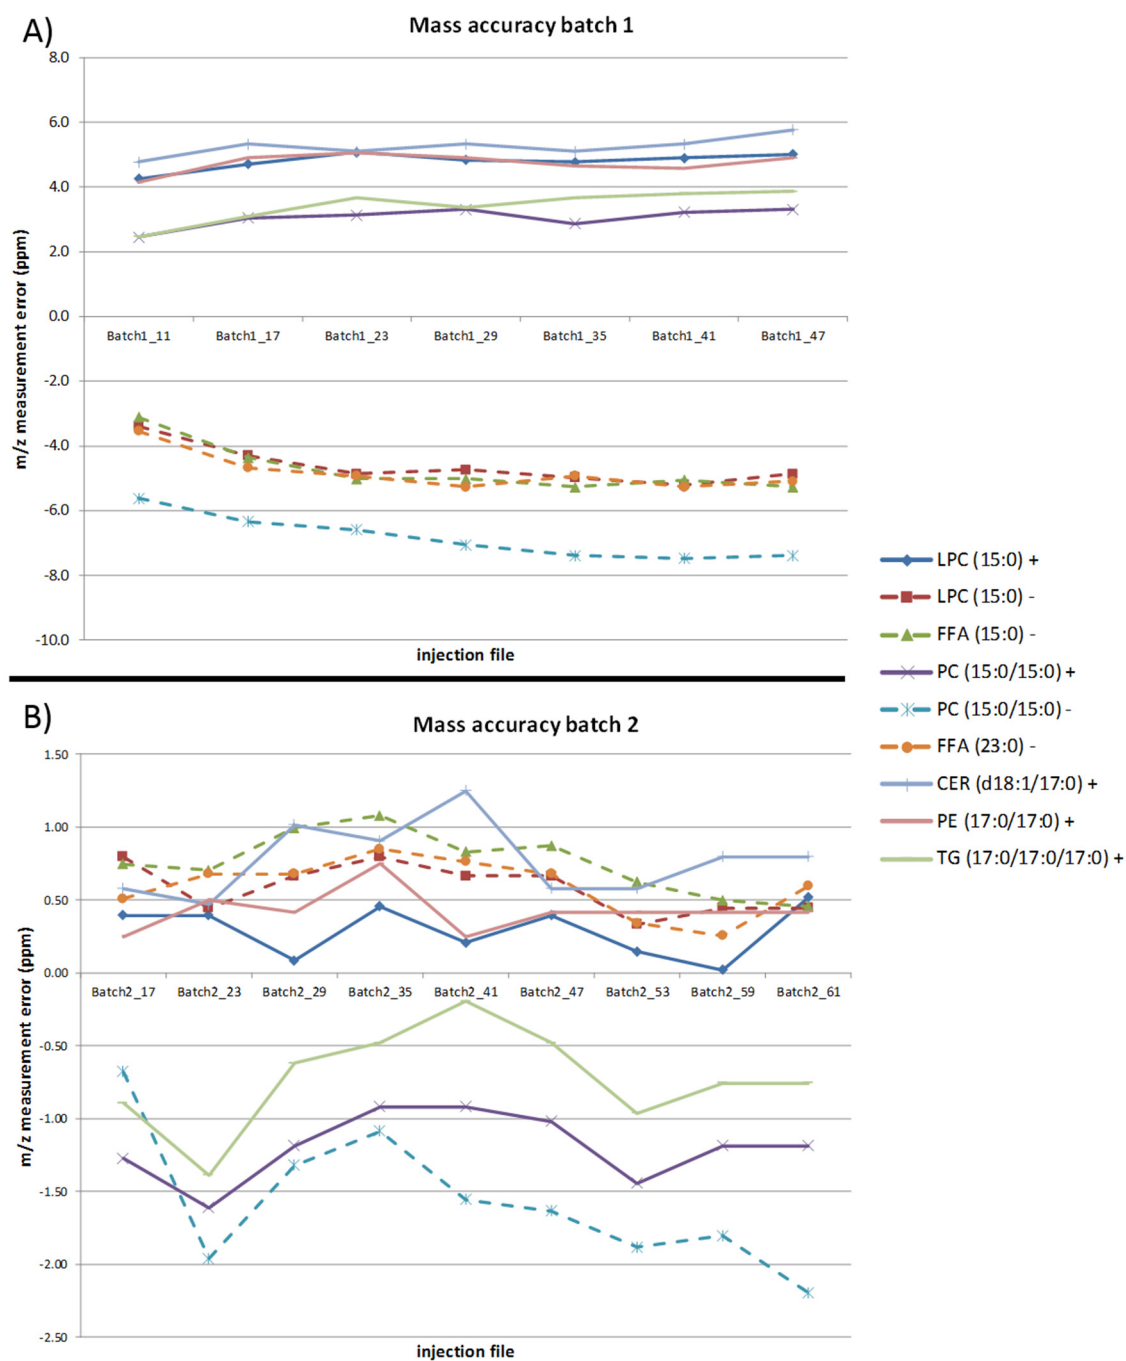 A)
Mass accuracy batch 1
8.0
6.0
4.0
2.0
0.0
-2.0
-4.0
-6.0
-8.0
-10.0
m/z measurement error (ppm)
Batch1_11 Batch1_17 Batch1_23 Batch1_29 Batch1_35 Batch1_41 Batch1_47
injection file
LPC (15:0) +
LPC (15:0) -
FFA (15:0) -
PC (15:0/15:0) +
PC (15:0/15:0) -
FFA (23:0) -
CER (d18:1/17:0) +
PE (17:0/17:0) +
TG (17:0/17:0/17:0) +
B)
Mass accuracy batch 2
1.50
1.00
0.50
0.00
-0.50
-1.00
-1.50
-2.00
-2.50
m/z measurement error (ppm)
Batch2_17 Batch2_23 Batch2_29 Batch2_35 Batch2_41 Batch2_47 Batch2_53 Batch2_59 Batch2_61
injection file